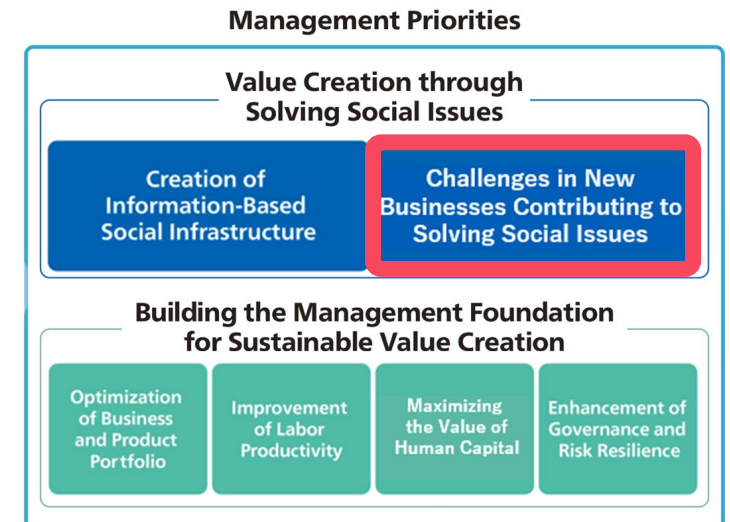 Management Priorities
Value Creation through
Solving Social Issues
Creation of
Information-Based
Social Infrastructure
Challenges in New
Businesses Contributing to
Solving Social Issues
Building the Management Foundation
for Sustainable Value Creation
Optimization
of Business
and Product
Portfolio
Improvement
of Labor
Productivity
Maximizing
the Value of
Human Capital
Enhancement of
Governance and
Risk Resilience